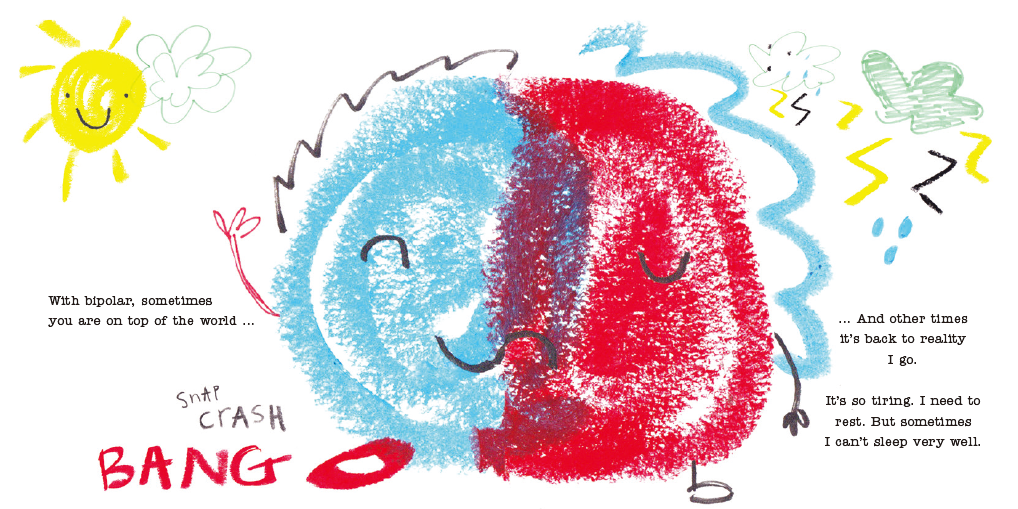 With bipolar, sometimes
you are on top of the world ...
SnAP
CrASH
BANG
... And other times
it's back to reality
I go.
It's so tiring. I need to
rest. But sometimes
I can't sleep very well.